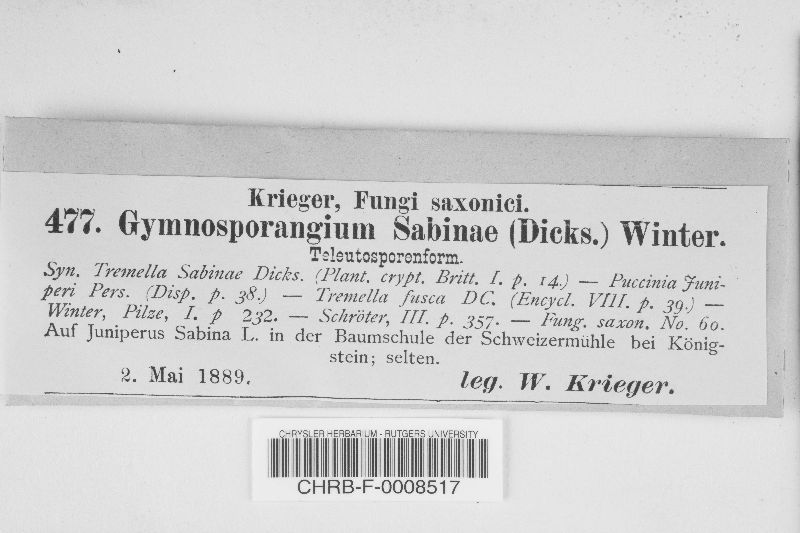 Krieger, Fungi saxonici.
477. Gymnosporangium Sabinae (Dicks.) Winter.
Teleutosporenform.
Syn. Tremella Sabinae Dicks. (Plant. crypt. Britt. I. p. 14.) — Puccinia Juni-
peri Pers. (Disp. p. 38.) — Tremella fusca DC. (Encycl. VIII. p. 39.) —
Winter, Pilze, I. p 232. — Schröter, III. p. 357. — Fung. saxon. No. 60.
Auf Juniperus Sabina L. in der Baumschule der Schweizermühle bei König-
stein; selten.
2. Mai 1889. leg. W. Krieger.
CHRYSLER HERBARIUM - RUTGERS UNIVERSITY
CHRB-F-0008517